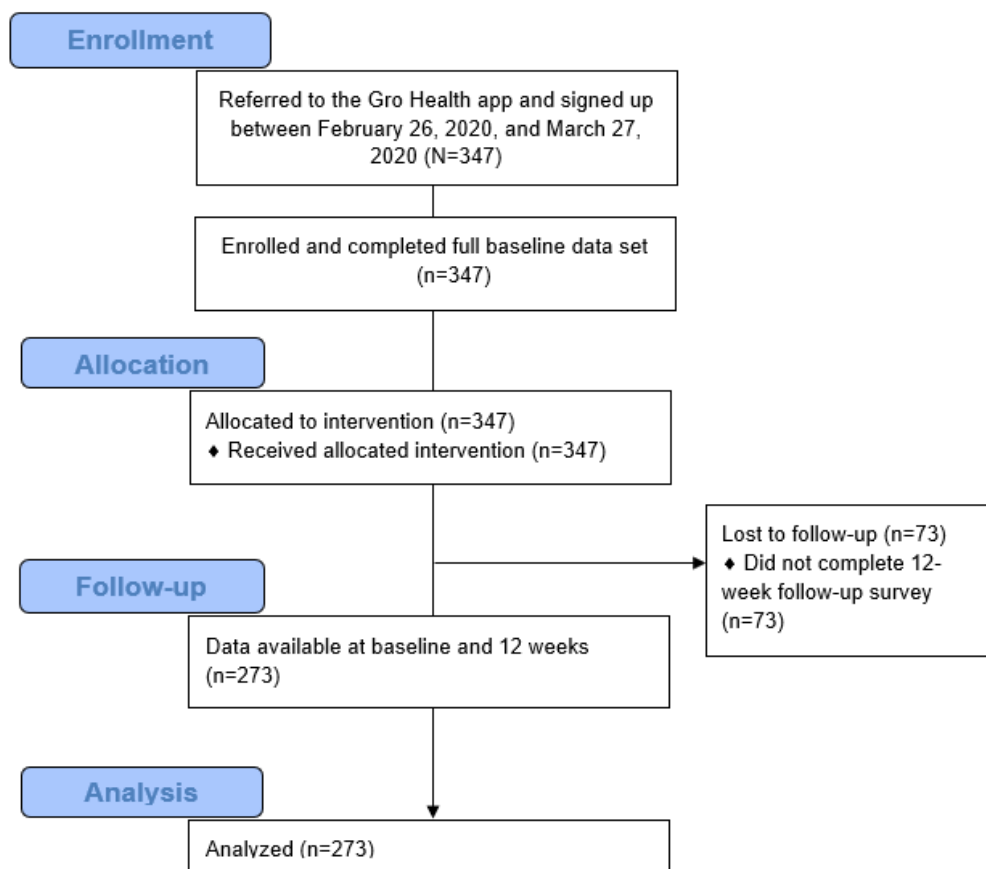 Enrollment
Referred to the Gro Health app and signed up
between February 26, 2020, and March 27,
2020 (N=347)
Enrolled and completed full baseline data set
(n=347)
Allocation
Allocated to intervention (n=347)
♦ Received allocated intervention (n=347)
Lost to follow-up (n=73)
♦ Did not complete 12-
week follow-up survey
(n=73)
Follow-up
Data available at baseline and 12 weeks
(n=273)
Analysis
Analyzed (n=273)